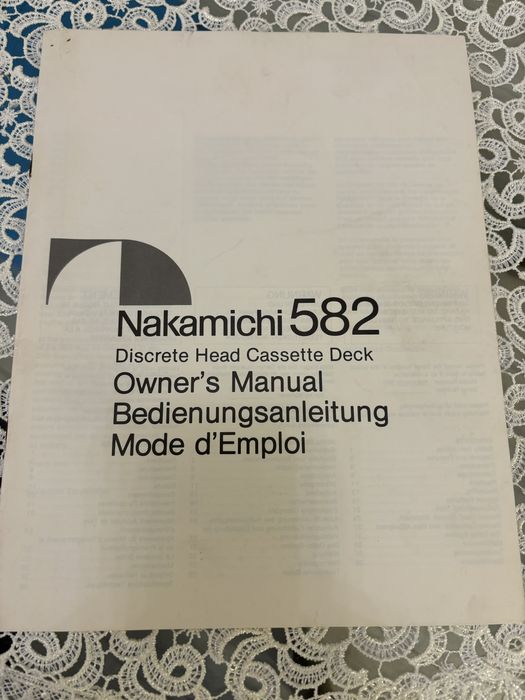 Nakamichi 582
Discrete Head Cassette Deck
Owner's Manual
Bedienungsanleitung
Mode d'Emploi